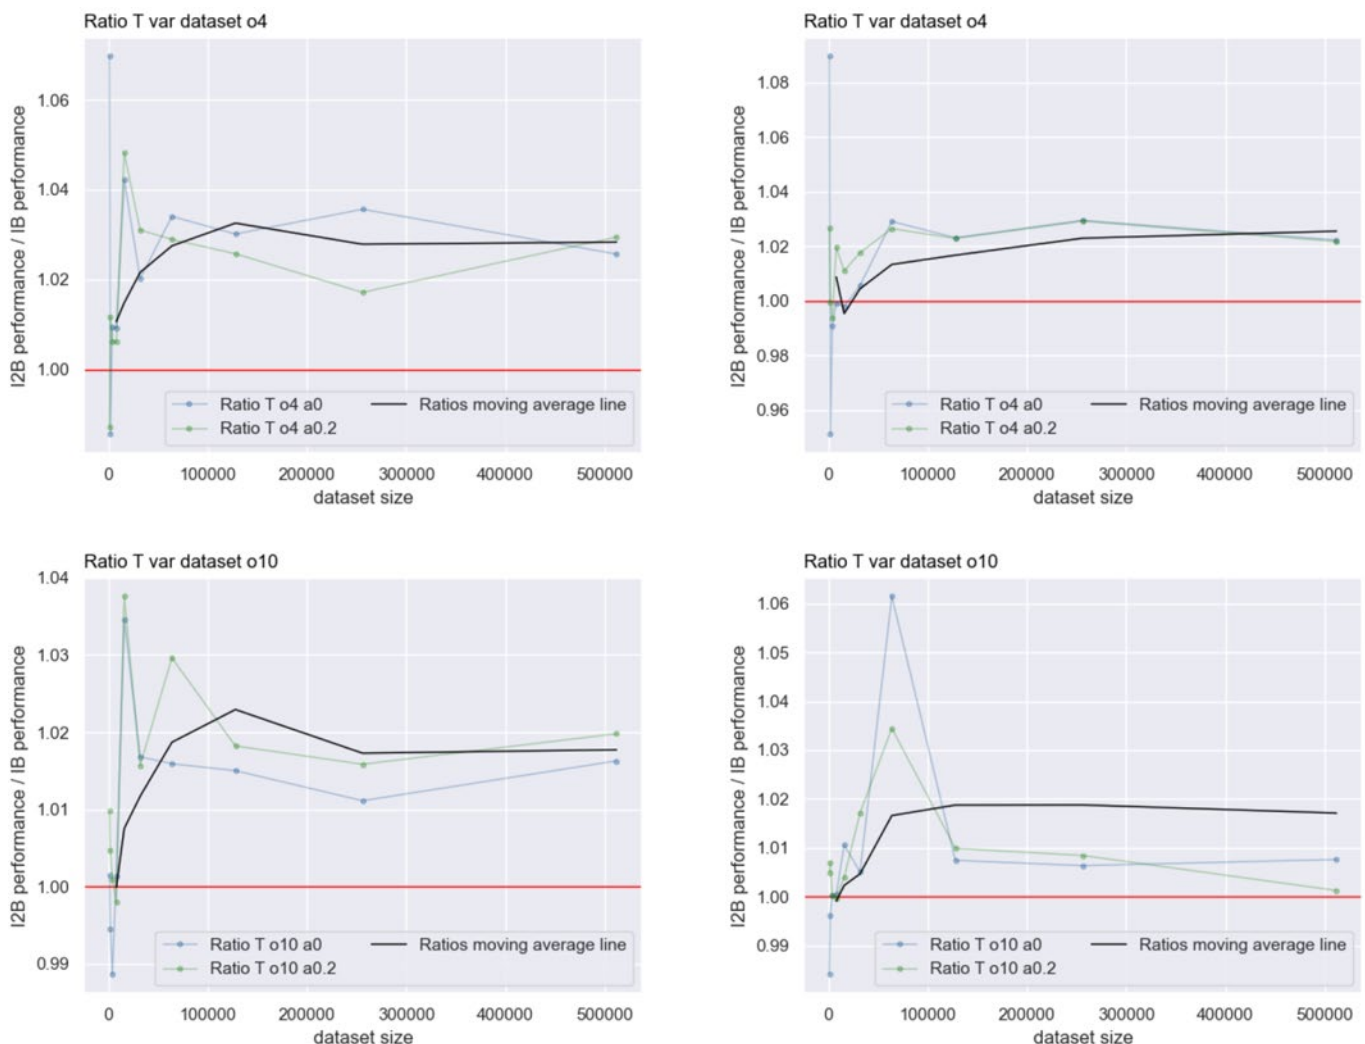 Ratio T var dataset o4
I2B performance / IB performance
1.06
1.04
1.02
1.00
Ratio T o4 a0
Ratio T o4 a0.2
Ratios moving average line
0 100000 200000 300000 400000 500000
dataset size
Ratio T var dataset o4
I2B performance / IB performance
1.08
1.06
1.04
1.02
1.00
0.98
0.96
Ratio T o4 a0
Ratio T o4 a0.2
Ratios moving average line
0 100000 200000 300000 400000 500000
dataset size
Ratio T var dataset o10
I2B performance / IB performance
1.04
1.03
1.02
1.01
1.00
0.99
Ratio T o10 a0
Ratio T o10 a0.2
Ratios moving average line
0 100000 200000 300000 400000 500000
dataset size
Ratio T var dataset o10
I2B performance / IB performance
1.06
1.05
1.04
1.03
1.02
1.01
1.00
0.99
Ratio T o10 a0
Ratio T o10 a0.2
Ratios moving average line
0 100000 200000 300000 400000 500000
dataset size